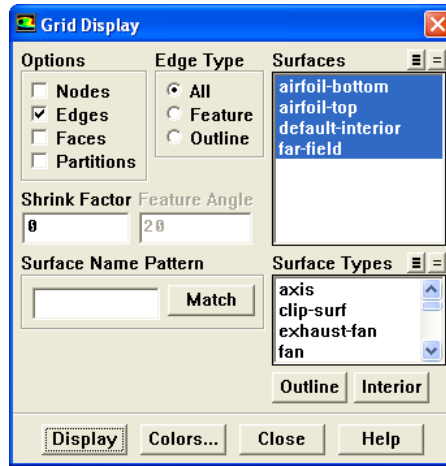 Grid Display
Options
Nodes
Edges
Faces
Partitions
Edge Type
All
Feature
Outline
Surfaces
airfoil-bottom
airfoil-top
default-interior
far-field
Shrink Factor
0
Feature Angle
20
Surface Name Pattern
Match
Surface Types
axis
clip-surf
exhaust-fan
fan
Outline
Interior
Display
Colors...
Close
Help